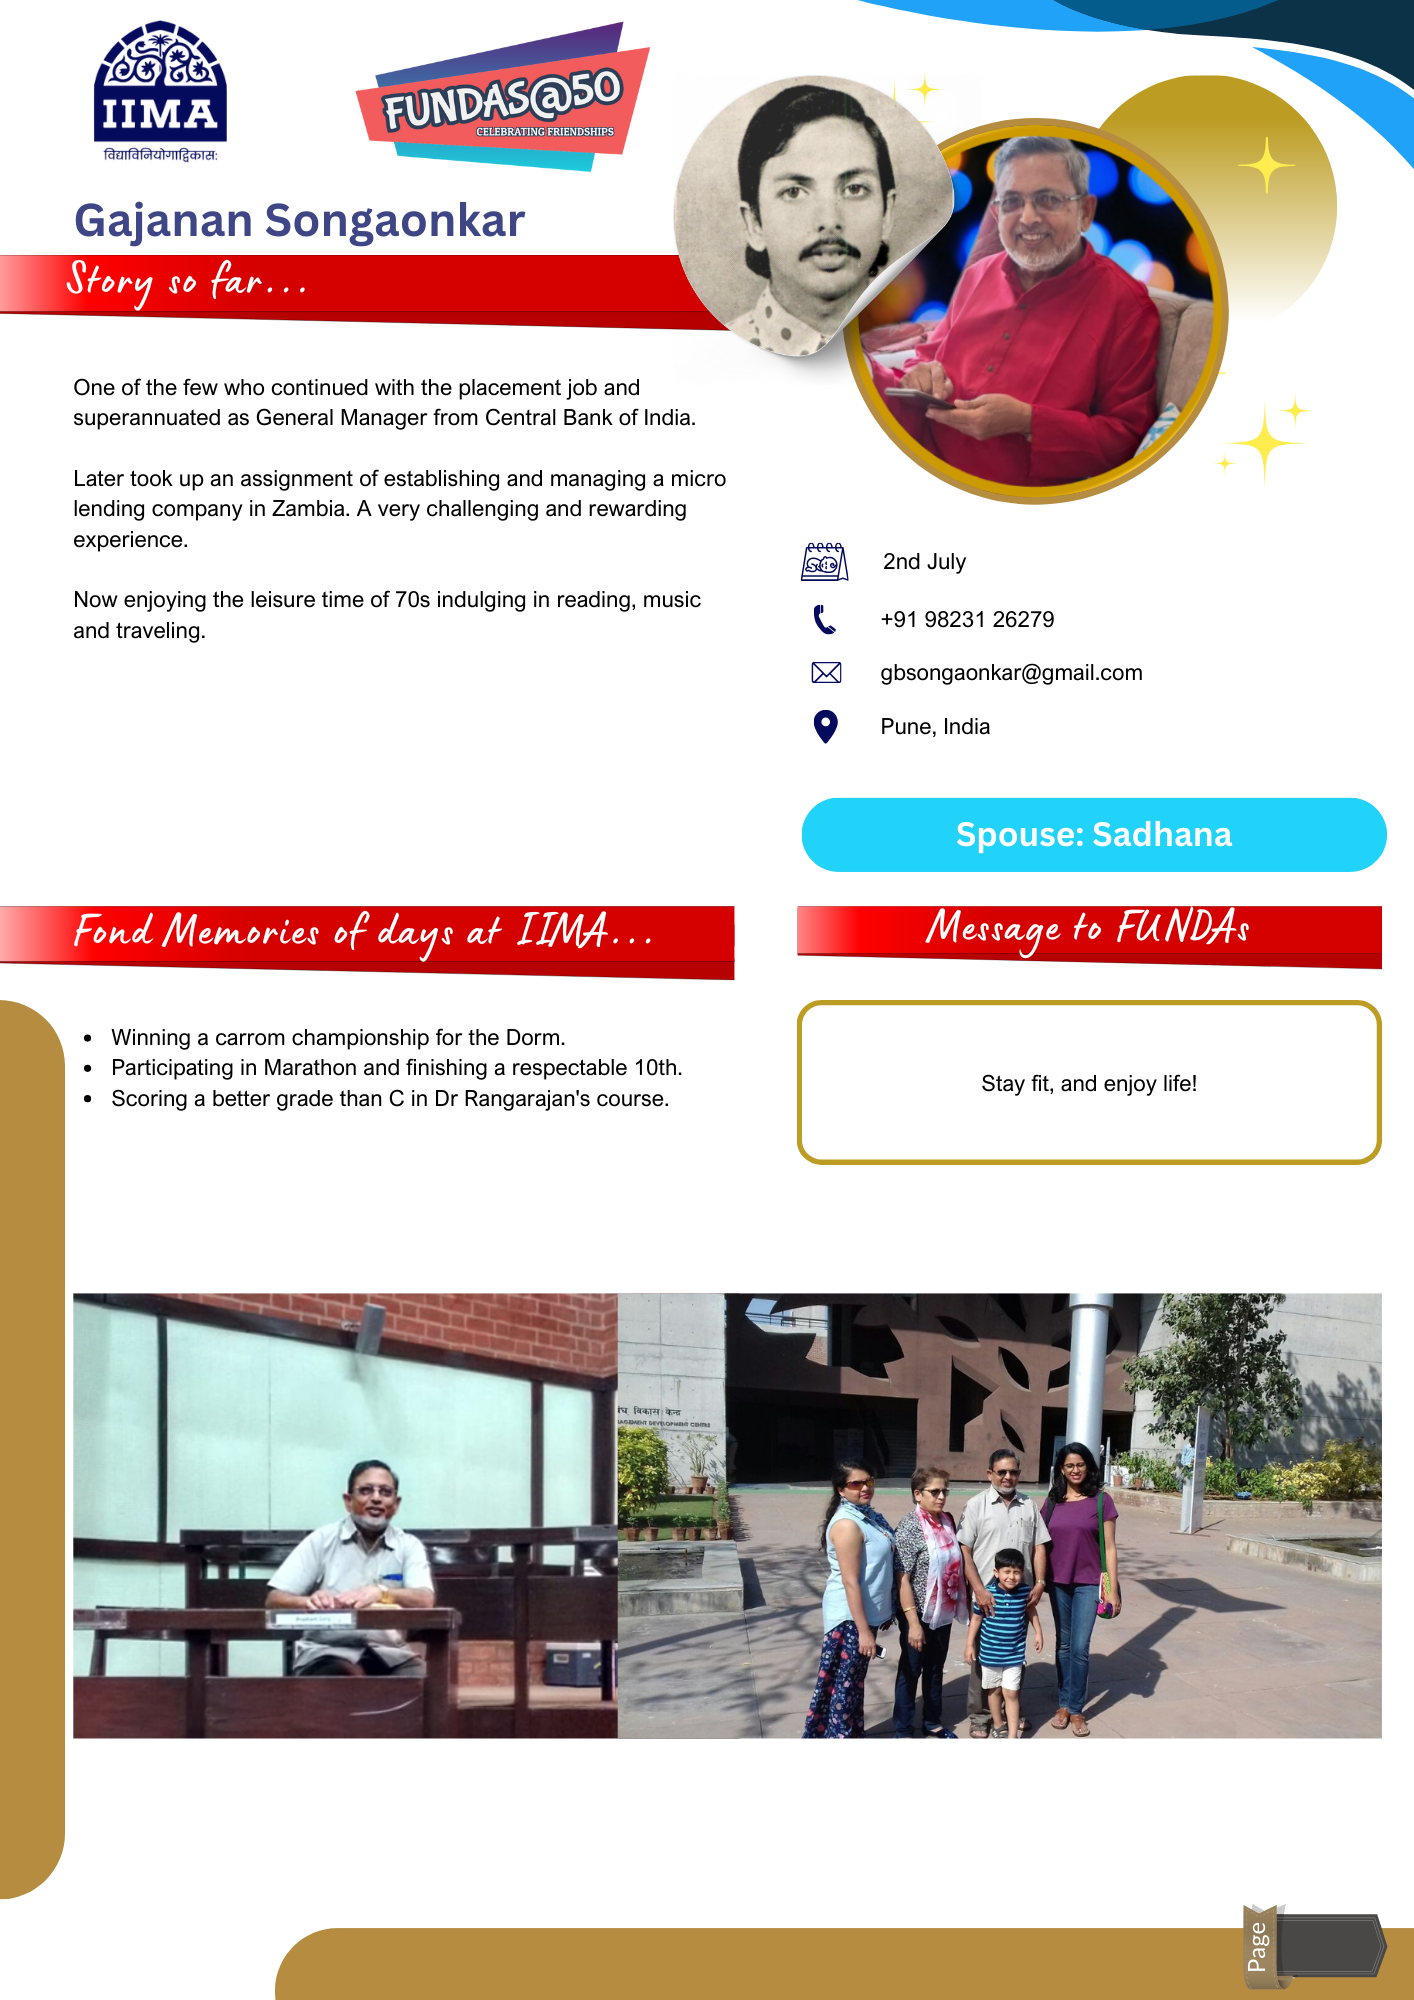 IIMA
विद्याविनियोगाद्विकासः
FUNDAS@50
CELEBRATING FRIENDSHIPS
Gajanan Songaonkar
Story so far...
One of the few who continued with the placement job and
superannuated as General Manager from Central Bank of India.
Later took up an assignment of establishing and managing a micro
lending company in Zambia. A very challenging and rewarding
experience.
Now enjoying the leisure time of 70s indulging in reading, music
and traveling.
2nd July
+91 98231 26279
gbsongaonkar@gmail.com
Pune, India
Spouse: Sadhana
Fond Memories of days at IIMA...
• Winning a carrom championship for the Dorm.
• Participating in Marathon and finishing a respectable 10th.
• Scoring a better grade than C in Dr Rangarajan's course.
Message to FUNDAs
Stay fit, and enjoy life!
विकास केन्द्र
AGEMENT DEVELOPMENT CENTRE
Page